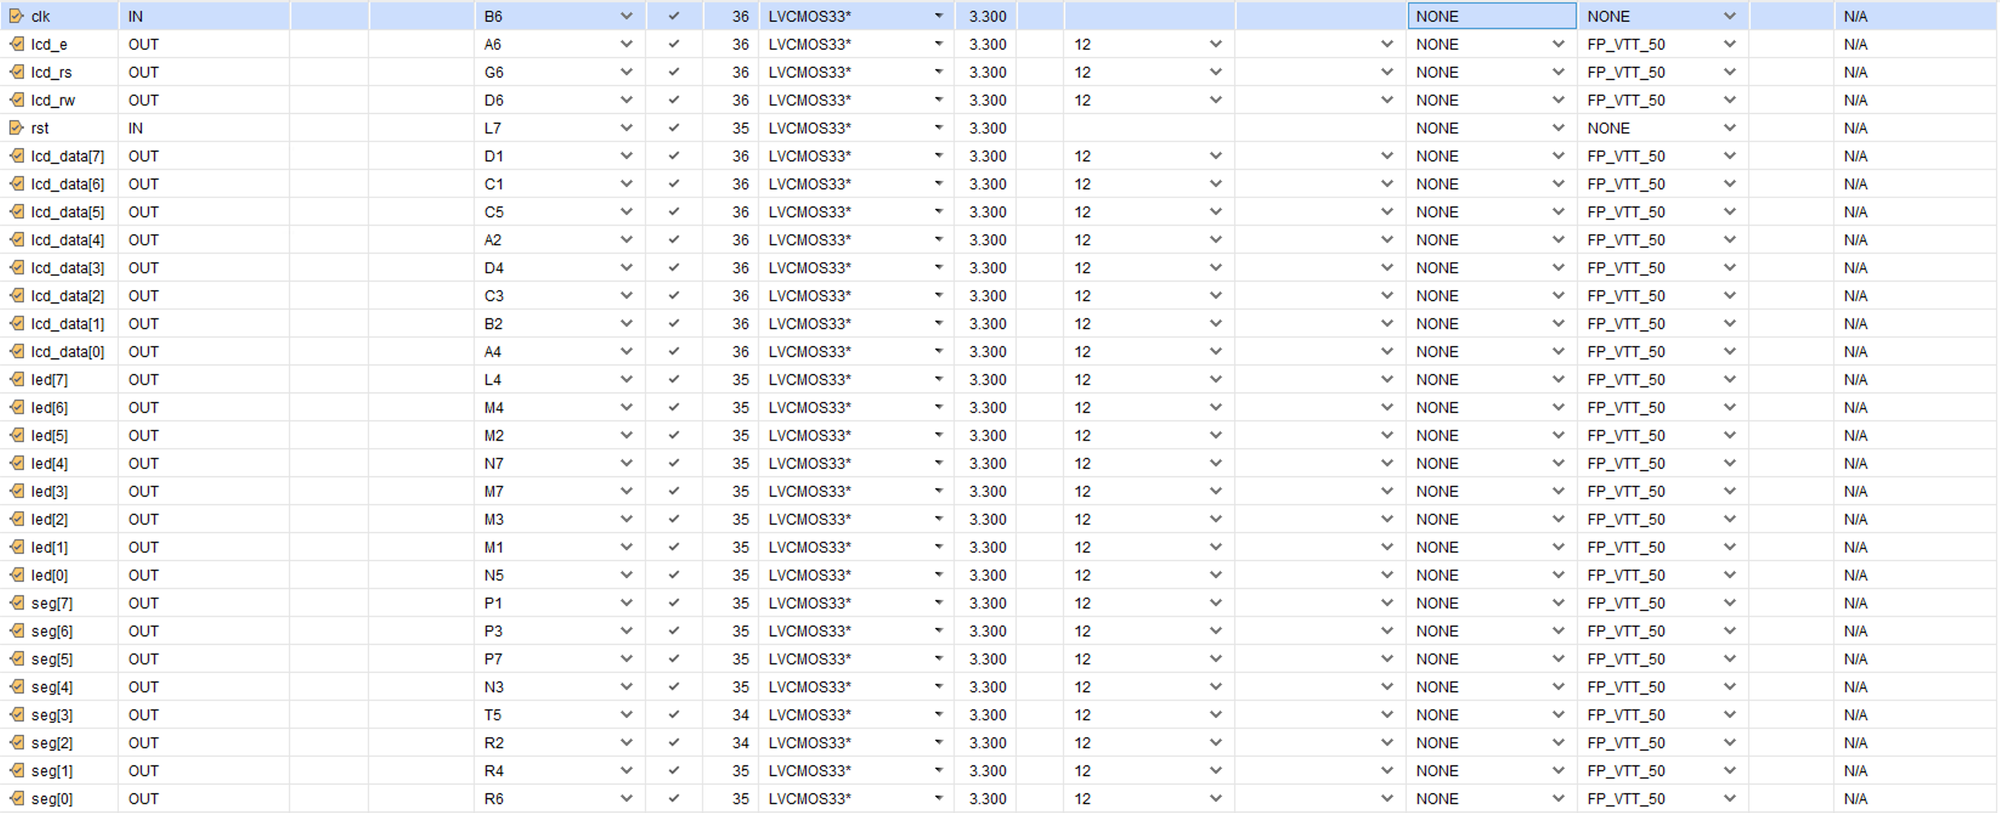 clk IN B6 36 LVCMOS33* 3.300 NONE NONE N/A
lcd_e OUT A6 36 LVCMOS33* 3.300 12 NONE FP_VTT_50 N/A
lcd_rs OUT G6 36 LVCMOS33* 3.300 12 NONE FP_VTT_50 N/A
lcd_rw OUT D6 36 LVCMOS33* 3.300 12 NONE FP_VTT_50 N/A
rst IN L7 35 LVCMOS33* 3.300 NONE NONE N/A
lcd_data[7] OUT D1 36 LVCMOS33* 3.300 12 NONE FP_VTT_50 N/A
lcd_data[6] OUT C1 36 LVCMOS33* 3.300 12 NONE FP_VTT_50 N/A
lcd_data[5] OUT C5 36 LVCMOS33* 3.300 12 NONE FP_VTT_50 N/A
lcd_data[4] OUT A2 36 LVCMOS33* 3.300 12 NONE FP_VTT_50 N/A
lcd_data[3] OUT D4 36 LVCMOS33* 3.300 12 NONE FP_VTT_50 N/A
lcd_data[2] OUT C3 36 LVCMOS33* 3.300 12 NONE FP_VTT_50 N/A
lcd_data[1] OUT B2 36 LVCMOS33* 3.300 12 NONE FP_VTT_50 N/A
lcd_data[0] OUT A4 36 LVCMOS33* 3.300 12 NONE FP_VTT_50 N/A
led[7] OUT L4 35 LVCMOS33* 3.300 12 NONE FP_VTT_50 N/A
led[6] OUT M4 35 LVCMOS33* 3.300 12 NONE FP_VTT_50 N/A
led[5] OUT M2 35 LVCMOS33* 3.300 12 NONE FP_VTT_50 N/A
led[4] OUT N7 35 LVCMOS33* 3.300 12 NONE FP_VTT_50 N/A
led[3] OUT M7 35 LVCMOS33* 3.300 12 NONE FP_VTT_50 N/A
led[2] OUT M3 35 LVCMOS33* 3.300 12 NONE FP_VTT_50 N/A
led[1] OUT M1 35 LVCMOS33* 3.300 12 NONE FP_VTT_50 N/A
led[0] OUT N5 35 LVCMOS33* 3.300 12 NONE FP_VTT_50 N/A
seg[7] OUT P1 35 LVCMOS33* 3.300 12 NONE FP_VTT_50 N/A
seg[6] OUT P3 35 LVCMOS33* 3.300 12 NONE FP_VTT_50 N/A
seg[5] OUT P7 35 LVCMOS33* 3.300 12 NONE FP_VTT_50 N/A
seg[4] OUT N3 35 LVCMOS33* 3.300 12 NONE FP_VTT_50 N/A
seg[3] OUT T5 34 LVCMOS33* 3.300 12 NONE FP_VTT_50 N/A
seg[2] OUT R2 34 LVCMOS33* 3.300 12 NONE FP_VTT_50 N/A
seg[1] OUT R4 35 LVCMOS33* 3.300 12 NONE FP_VTT_50 N/A
seg[0] OUT R6 35 LVCMOS33* 3.300 12 NONE FP_VTT_50 N/A